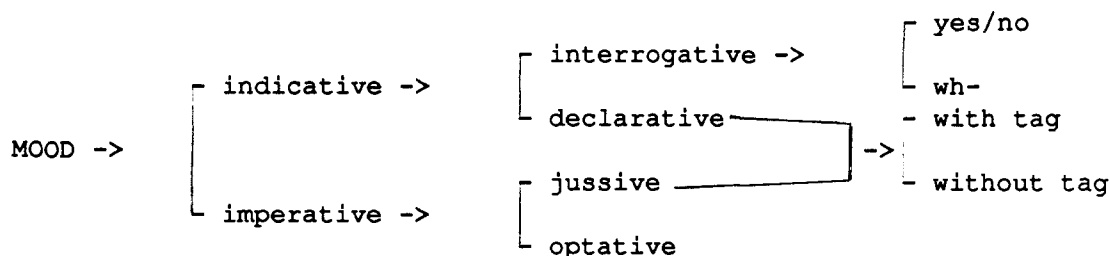 yes/no
interrogative ->
indicative -> wh-
declarative - with tag
MOOD -> ->
jussive - without tag
imperative ->
optative